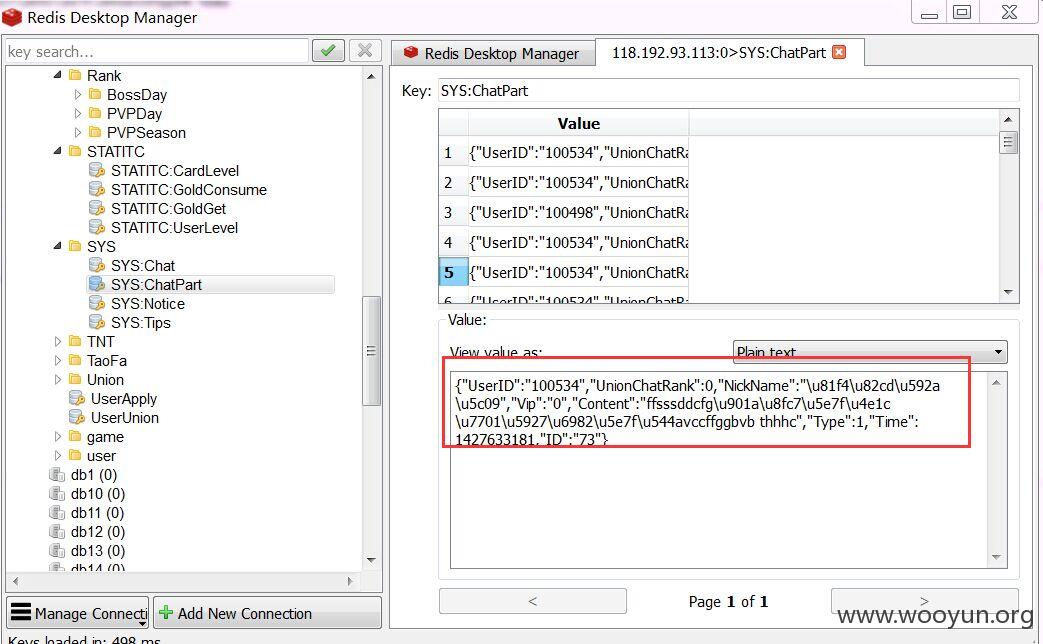 Redis Desktop Manager
key search...
Rank
BossDay
PVPDay
PVPSeason
STATITC
STATITC:CardLevel
STATITC:GoldConsume
STATITC:GoldGet
STATITC:UserLevel
SYS
SYS:Chat
SYS:ChatPart
SYS:Notice
SYS:Tips
TNT
TaoFa
Union
UserApply
UserUnion
game
user
db1 (0)
db10 (0)
db11 (0)
db12 (0)
db13 (0)
db14 (0)
Manage Connecti
Add New Connection
Keys loaded in: 498 ms
Redis Desktop Manager
118.192.93.113:0>SYS:ChatPart
Key: SYS:ChatPart
Value
1 {"UserID":"100534","UnionChatRa
2 {"UserID":"100534","UnionChatRa
3 {"UserID":"100498","UnionChatRa
4 {"UserID":"100534","UnionChatRa
5 {"UserID":"100534","UnionChatRa
6 {"UserID":"100534","UnionChatRa
Value:
View value as: Plain text
{"UserID":"100534","UnionChatRank":0,"NickName":"\u81f4\u82cd\u592a
\u5c09","Vip":"0","Content":"ffsssddcfg\u901a\u8fc7\u5e7f\u4e1c
\u7701\u5927\u6982\u5e7f\u544avccffggbvb thhhc","Type":1,"Time":
1427633181,"ID":"73"}
< Page 1 of 1 >
www.wooyun.org